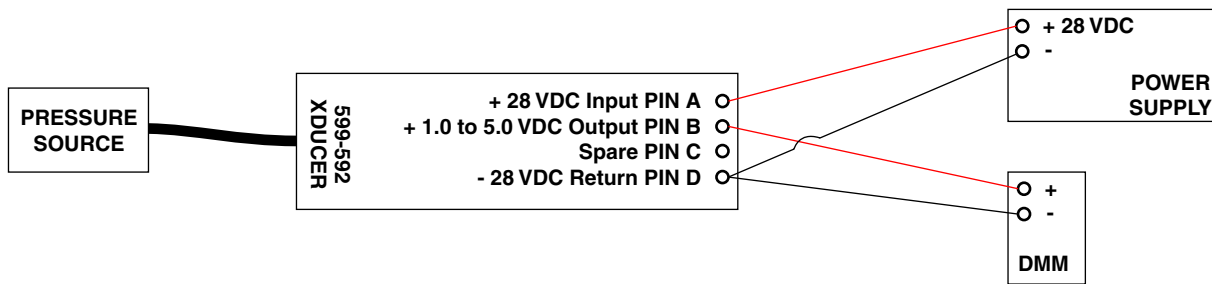 PRESSURE
SOURCE
599-592
XDUCER
+ 28 VDC Input PIN A
+ 1.0 to 5.0 VDC Output PIN B
Spare PIN C
- 28 VDC Return PIN D
+ 28 VDC
-
POWER
SUPPLY
+
-
DMM